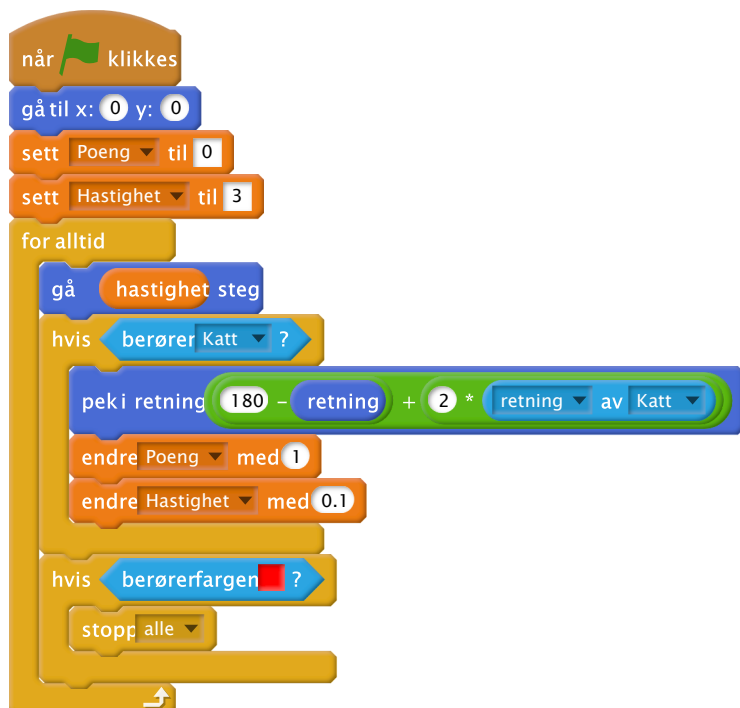 når klikkes
gå til x: 0 y: 0
sett Poeng til 0
sett Hastighet til 3
for alltid
gå hastighet steg
hvis berører Katt ?
pek i retning 180 - retning + 2 * retning av Katt
endre Poeng med 1
endre Hastighet med 0.1
hvis berørerfargen ?
stopp alle